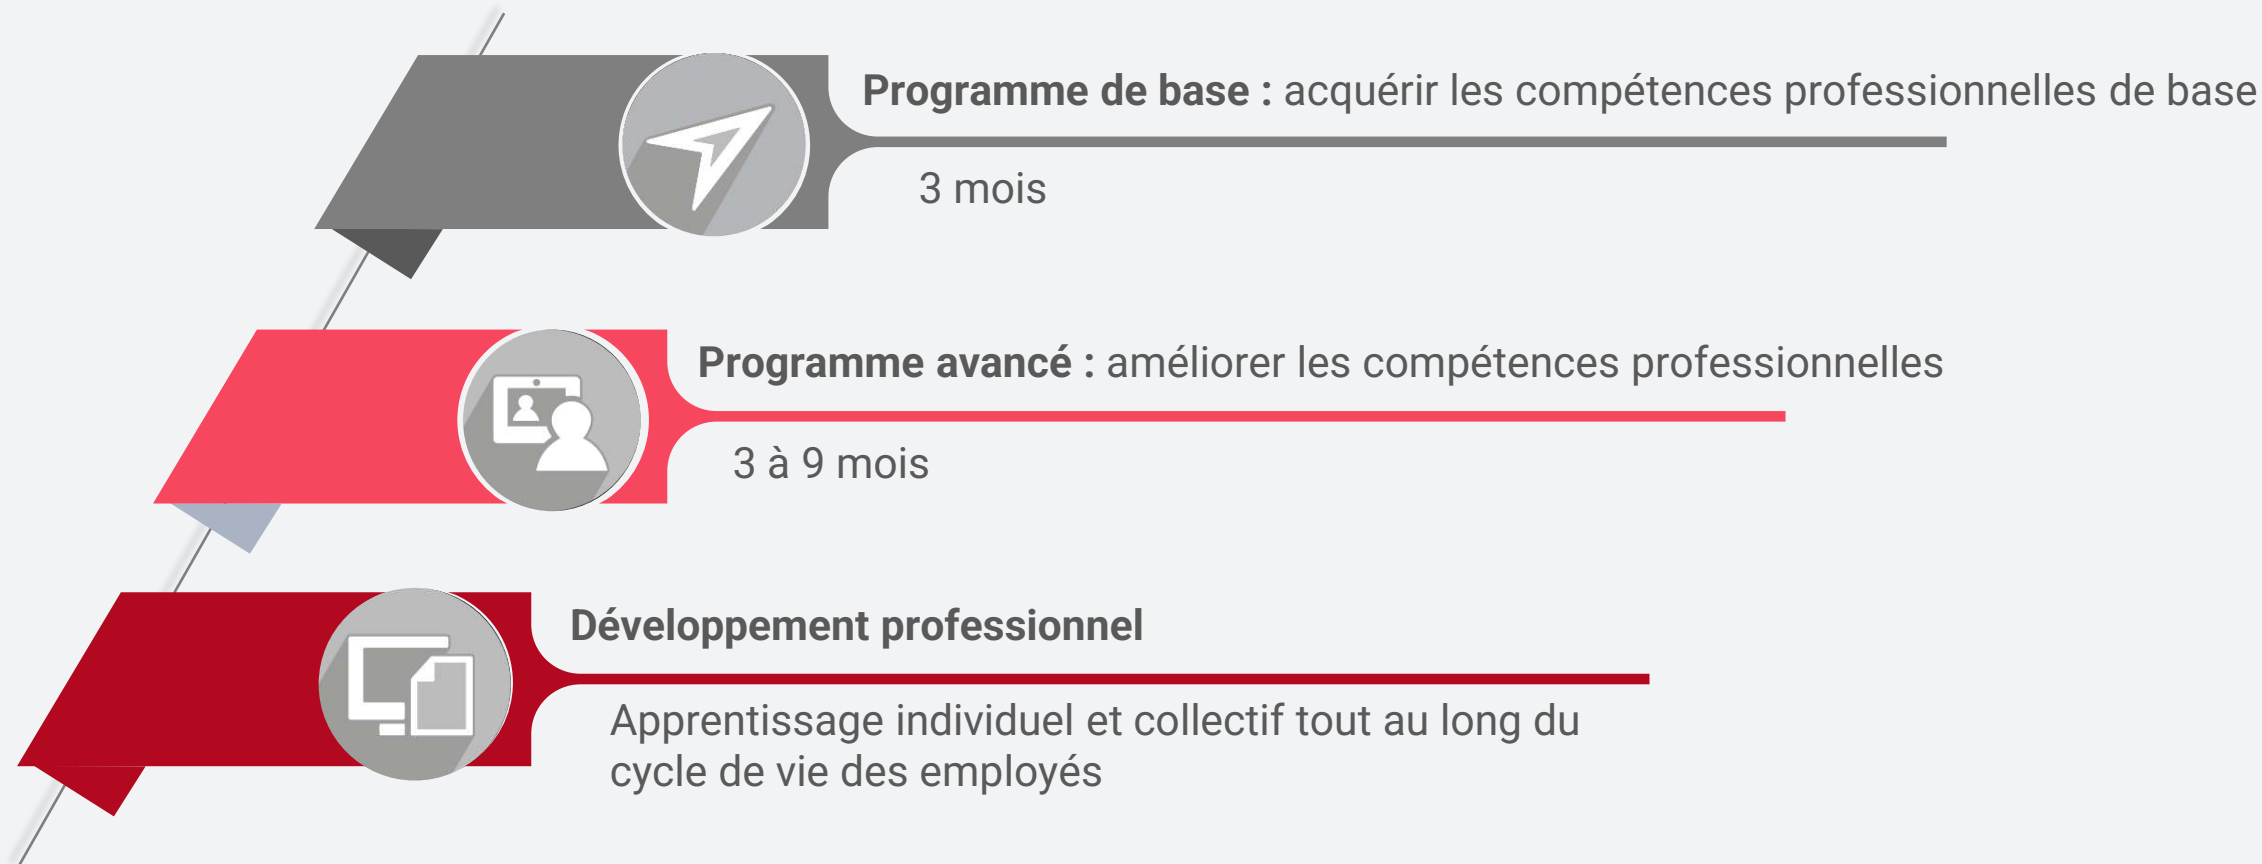 Programme de base : acquérir les compétences professionnelles de base
3 mois
Programme avancé : améliorer les compétences professionnelles
3 à 9 mois
Développement professionnel
Apprentissage individuel et collectif tout au long du
cycle de vie des employés